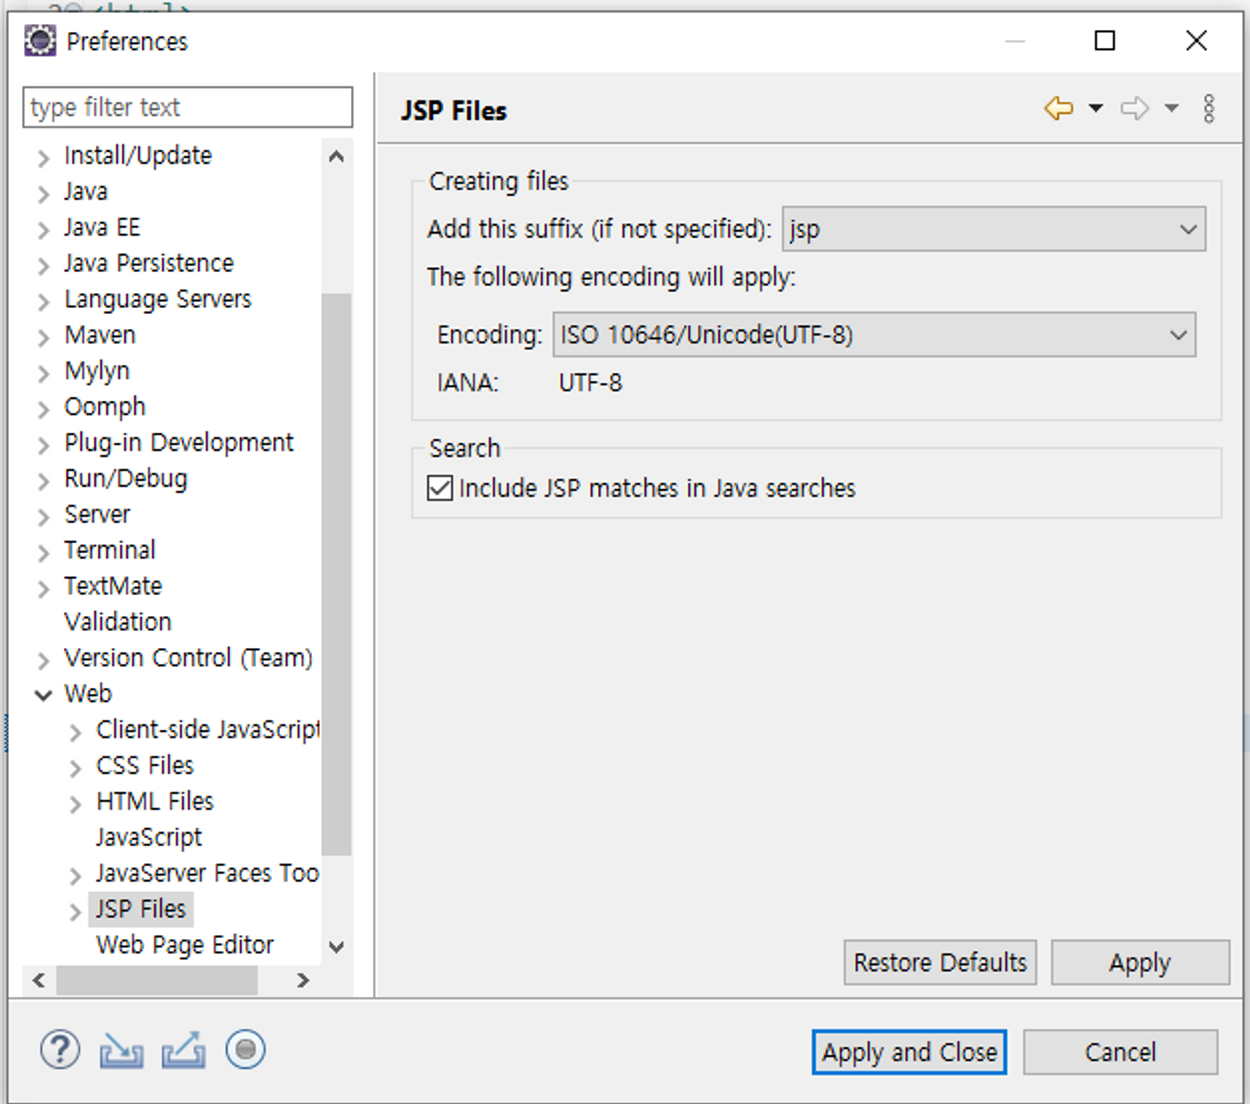 <html>
Preferences
type filter text
Install/Update
Java
Java EE
Java Persistence
Language Servers
Maven
Mylyn
Oomph
Plug-in Development
Run/Debug
Server
Terminal
TextMate
Validation
Version Control (Team)
Web
Client-side JavaScript
CSS Files
HTML Files
JavaScript
JavaServer Faces Too
JSP Files
Web Page Editor
JSP Files
Creating files
Add this suffix (if not specified): jsp
The following encoding will apply:
Encoding: ISO 10646/Unicode(UTF-8)
IANA: UTF-8
Search
Include JSP matches in Java searches
Restore Defaults Apply
? Apply and Close Cancel